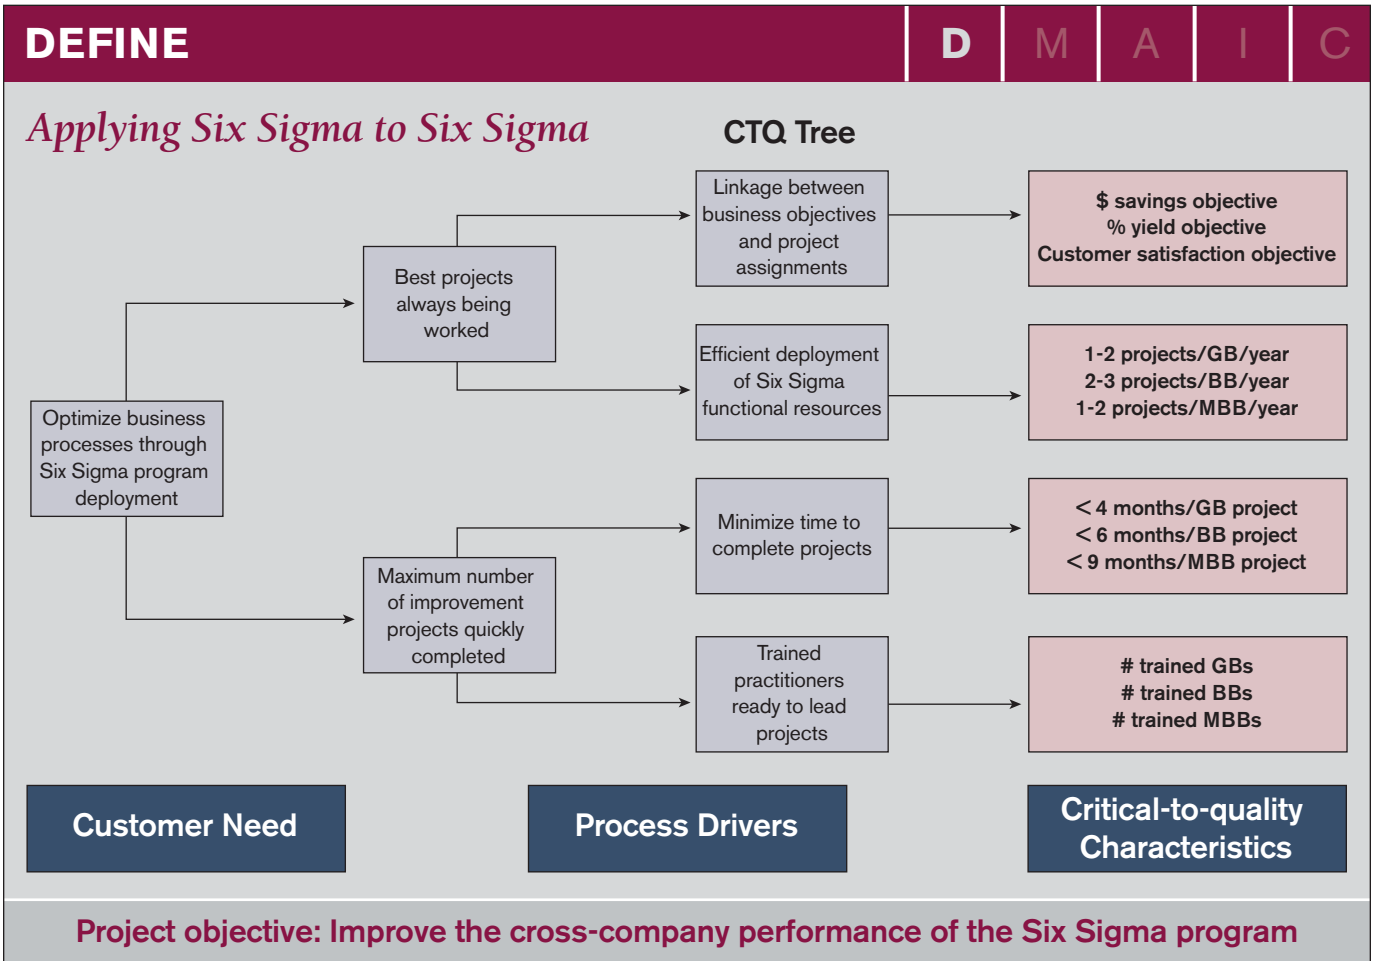 DEFINE
D M A I C
Applying Six Sigma to Six Sigma
CTQ Tree
Optimize business
processes through
Six Sigma program
deployment
Best projects
always being
worked
Maximum number
of improvement
projects quickly
completed
Linkage between
business objectives
and project
assignments
Efficient deployment
of Six Sigma
functional resources
Minimize time to
complete projects
Trained
practitioners
ready to lead
projects
$ savings objective
% yield objective
Customer satisfaction objective
1-2 projects/GB/year
2-3 projects/BB/year
1-2 projects/MBB/year
< 4 months/GB project
< 6 months/BB project
< 9 months/MBB project
# trained GBs
# trained BBs
# trained MBBs
Customer Need
Process Drivers
Critical-to-quality
Characteristics
Project objective: Improve the cross-company performance of the Six Sigma program